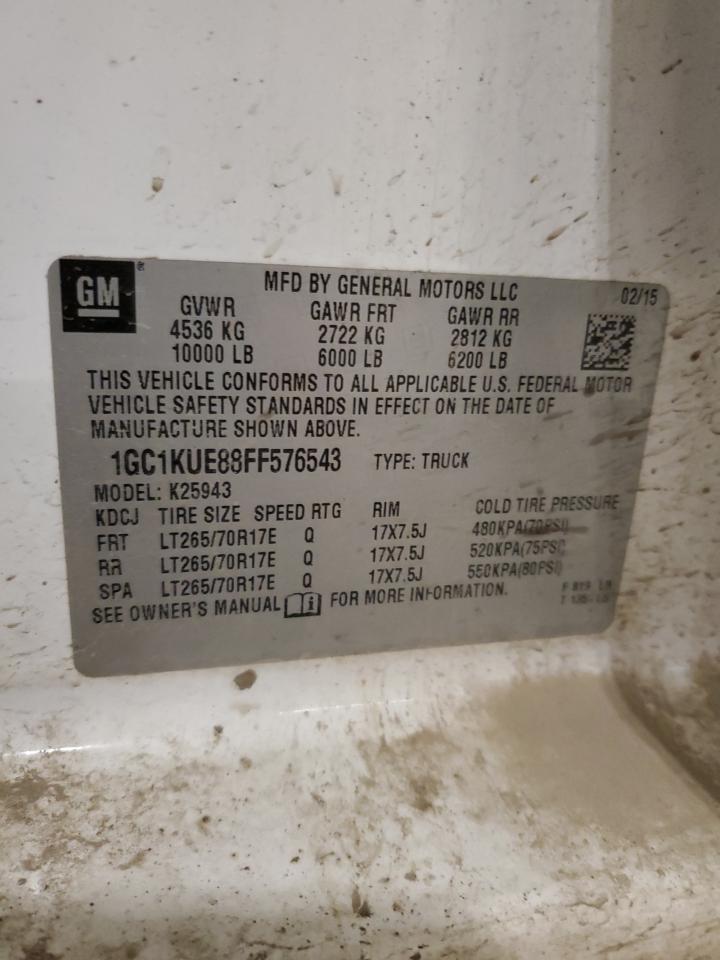 GM
MFD BY GENERAL MOTORS LLC 02/15
GVWR GAWR FRT GAWR RR
4536 KG 2722 KG 2812 KG
10000 LB 6000 LB 6200 LB
THIS VEHICLE CONFORMS TO ALL APPLICABLE U.S. FEDERAL MOTOR
VEHICLE SAFETY STANDARDS IN EFFECT ON THE DATE OF
MANUFACTURE SHOWN ABOVE.
1GC1KUE88FF576543 TYPE: TRUCK
MODEL: K25943
KDCJ TIRE SIZE SPEED RTG RIM COLD TIRE PRESSURE
FRT LT265/70R17E Q 17X7.5J 480KPA(70PSI)
RR LT265/70R17E Q 17X7.5J 520KPA(75PSI)
SPA LT265/70R17E Q 17X7.5J 550KPA(80PSI)
SEE OWNER'S MANUAL i FOR MORE INFORMATION.